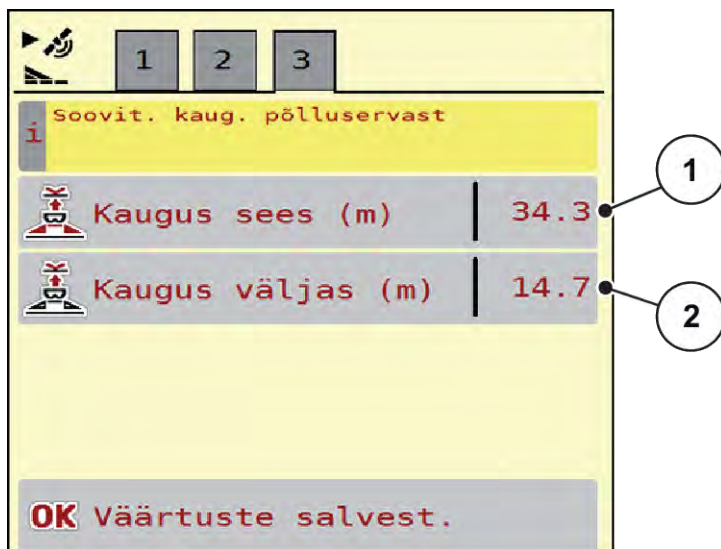 1 2 3
i Soovit. kaug. põlluservast
Kaugus sees (m) 34.3
1
Kaugus väljas (m) 14.7
2
OK Väärtuste salvest.